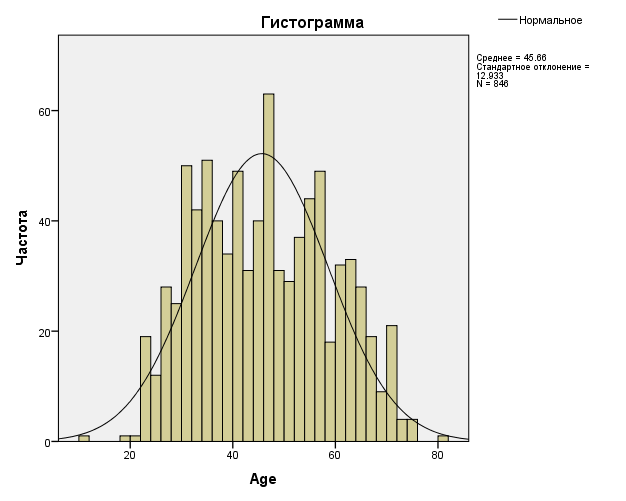 Гистограмма
Нормальное
Среднее = 45.66
Стандартное отклонение =
12.933
N = 846
Частота
60
40
20
0
20 40 60 80
Age